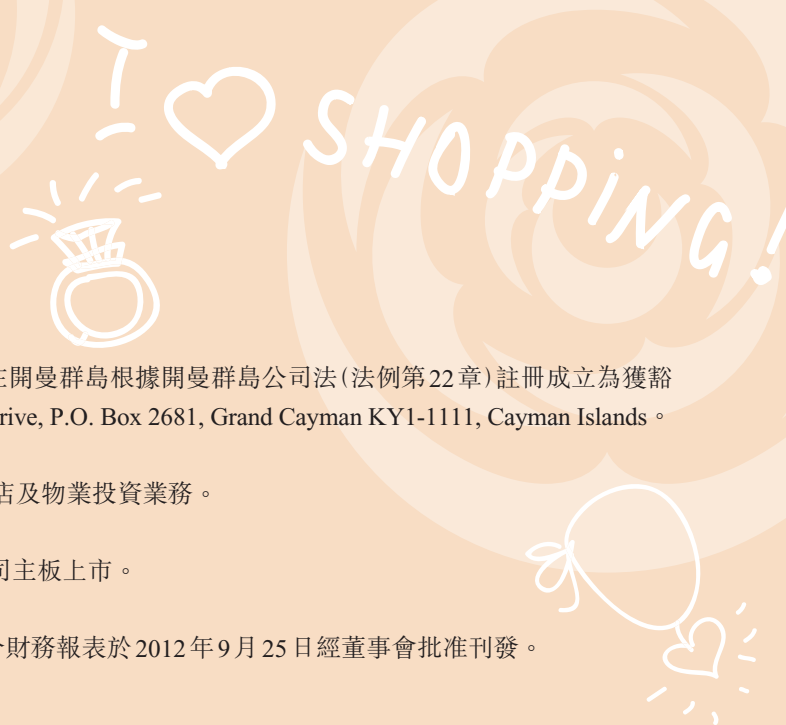 I SHOPPING!
在開曼群島根據開曼群島公司法(法例第22章)註冊成立為獲豁
rive, P.O. Box 2681, Grand Cayman KY1-1111, Cayman Islands。
店及物業投資業務。
司主板上市。
財務報表於2012年9月25日經董事會批准刊發。